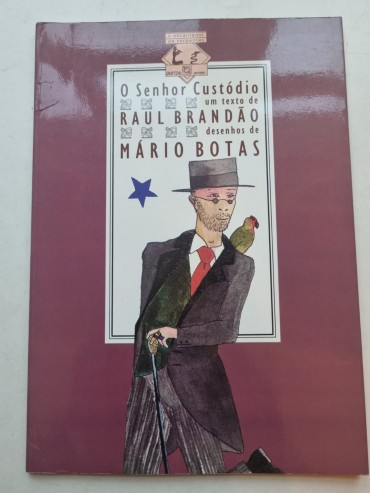 O Senhor Custódio
um texto de
RAUL BRANDÃO
desenhos de
MÁRIO BOTAS